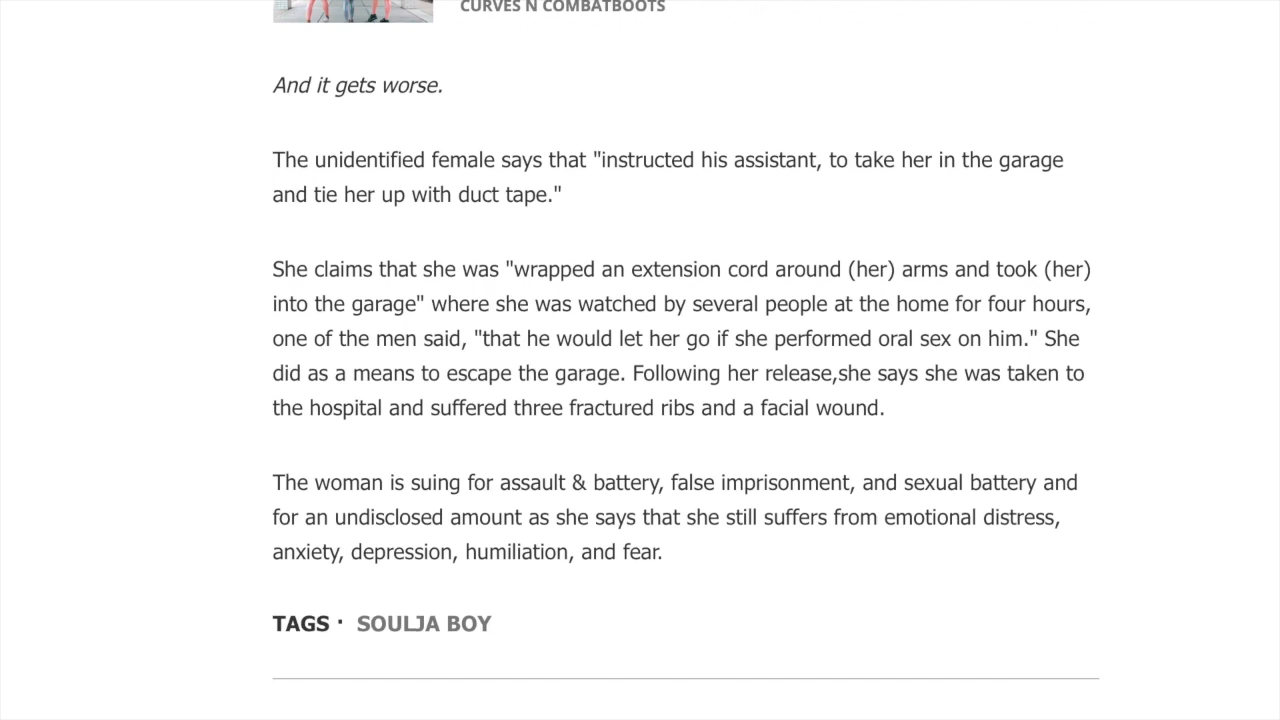 CURVES N COMBATBOOTS
And it gets worse.
The unidentified female says that "instructed his assistant, to take her in the garage
and tie her up with duct tape."
She claims that she was "wrapped an extension cord around (her) arms and took (her)
into the garage" where she was watched by several people at the home for four hours,
one of the men said, "that he would let her go if she performed oral sex on him." She
did as a means to escape the garage. Following her release,she says she was taken to
the hospital and suffered three fractured ribs and a facial wound.
The woman is suing for assault & battery, false imprisonment, and sexual battery and
for an undisclosed amount as she says that she still suffers from emotional distress,
anxiety, depression, humiliation, and fear.
TAGS · SOULJA BOY